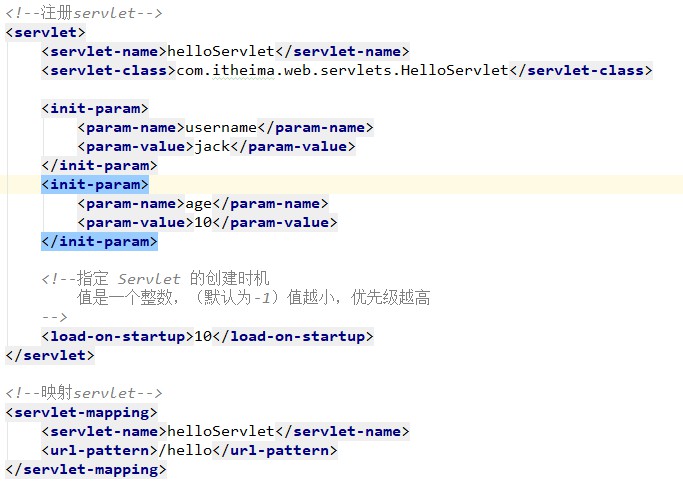 <!--注册servlet-->
<servlet>
    <servlet-name>helloServlet</servlet-name>
    <servlet-class>com.itheima.web.servlets.HelloServlet</servlet-class>

    <init-param>
        <param-name>username</param-name>
        <param-value>jack</param-value>
    </init-param>
    <init-param>
        <param-name>age</param-name>
        <param-value>10</param-value>
    </init-param>

    <!--指定 Servlet 的创建时机
        值是一个整数，（默认为-1）值越小，优先级越高
    -->
    <load-on-startup>10</load-on-startup>
</servlet>

<!--映射servlet-->
<servlet-mapping>
    <servlet-name>helloServlet</servlet-name>
    <url-pattern>/hello</url-pattern>
</servlet-mapping>